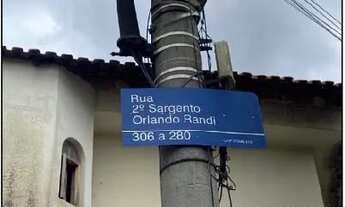 Rua
2º Sargento
Orlando Randi
306 a 280